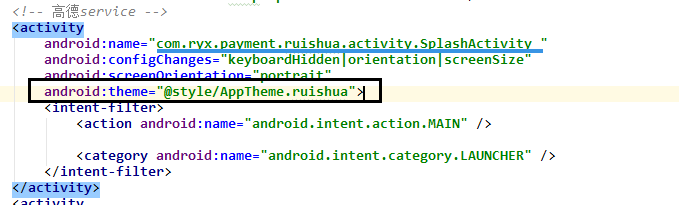 <!-- 高德service -->
<activity
android:name="com.ryx.payment.ruishua.activity.SplashActivity "
android:configChanges="keyboardHidden|orientation|screenSize"
android:screenOrientation="portrait"
android:theme="@style/AppTheme.ruishua">
<intent-filter>
<action android:name="android.intent.action.MAIN" />
<category android:name="android.intent.category.LAUNCHER" />
</intent-filter>
</activity>
<activity